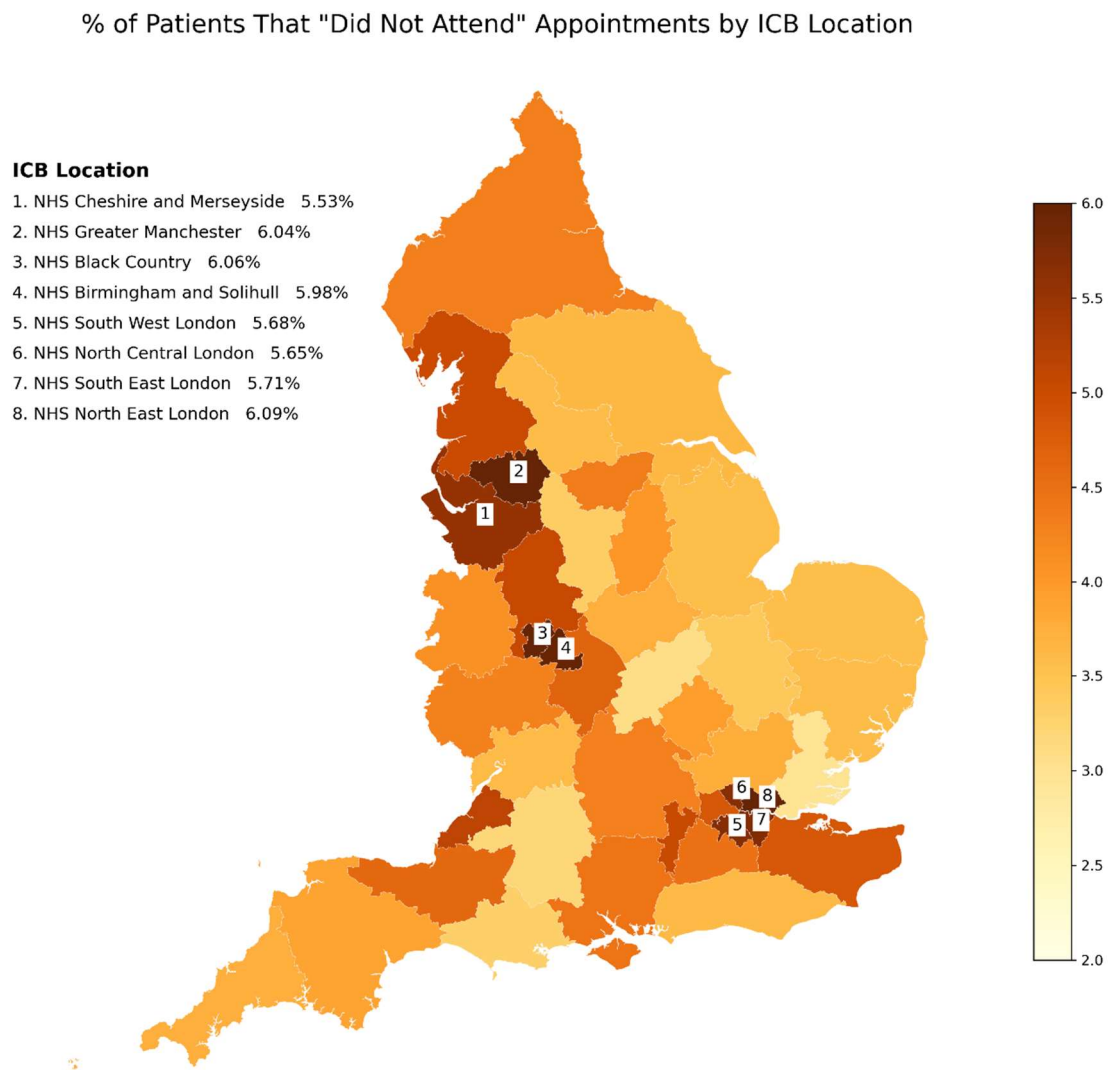 % of Patients That "Did Not Attend" Appointments by ICB Location
ICB Location
1. NHS Cheshire and Merseyside 5.53%
2. NHS Greater Manchester 6.04%
3. NHS Black Country 6.06%
4. NHS Birmingham and Solihull 5.98%
5. NHS South West London 5.68%
6. NHS North Central London 5.65%
7. NHS South East London 5.71%
8. NHS North East London 6.09%
2
1
3
4
6
8
5
7
6.0
5.5
5.0
4.5
4.0
3.5
3.0
2.5
2.0